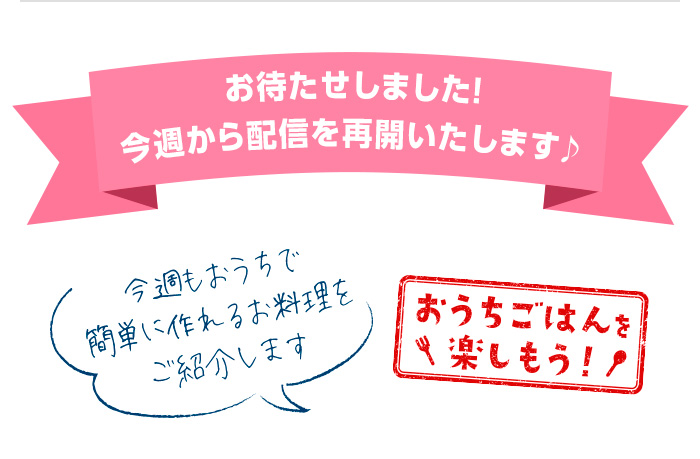 お待たせしました!
今週から配信を再開いたします♪
今週もおうちで
簡単に作れるお料理を
ご紹介します
おうちごはんを
楽しもう!